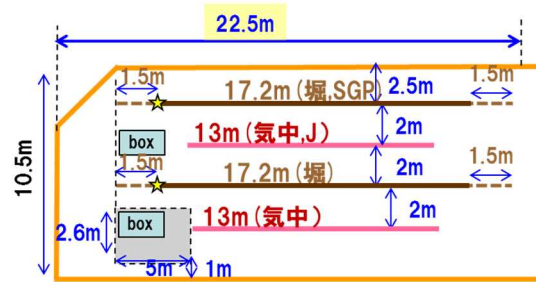 22.5m
1.5m
17.2m(堀,SGP)
2.5m
1.5m
10.5m
box
13m(気中,J)
2m
1.5m
17.2m(堀)
2m
1.5m
2.6m
box
13m(気中)
2m
5m
1m